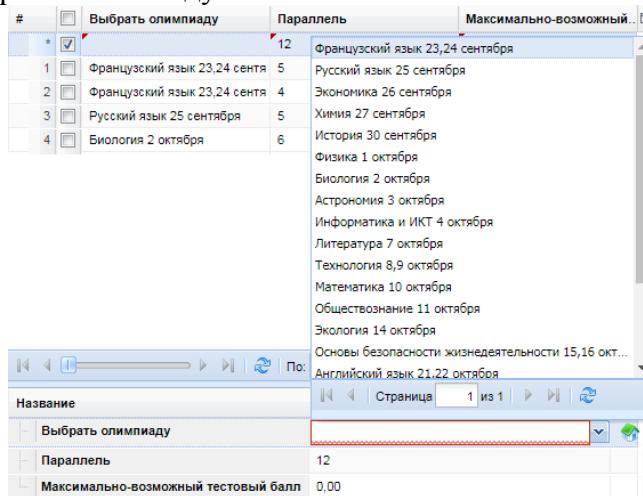 # Выбрать олимпиаду Параллель Максимально-возможный..
* 12
1 Французский язык 23,24 сентя 5
2 Французский язык 23,24 сентя 4
3 Русский язык 25 сентября 5
4 Биология 2 октября 6
Французский язык 23,24 сентября
Русский язык 25 сентября
Экономика 26 сентября
Химия 27 сентября
История 30 сентября
Физика 1 октября
Биология 2 октября
Астрономия 3 октября
Информатика и ИКТ 4 октября
Литература 7 октября
Технология 8,9 октября
Математика 10 октября
Обществознание 11 октября
Экология 14 октября
Основы безопасности жизнедеятельности 15,16 окт...
Английский язык 21,22 октября
По:
Страница 1 из 1
Название
Выбрать олимпиаду
Параллель 12
Максимально-возможный тестовый балл 0,00